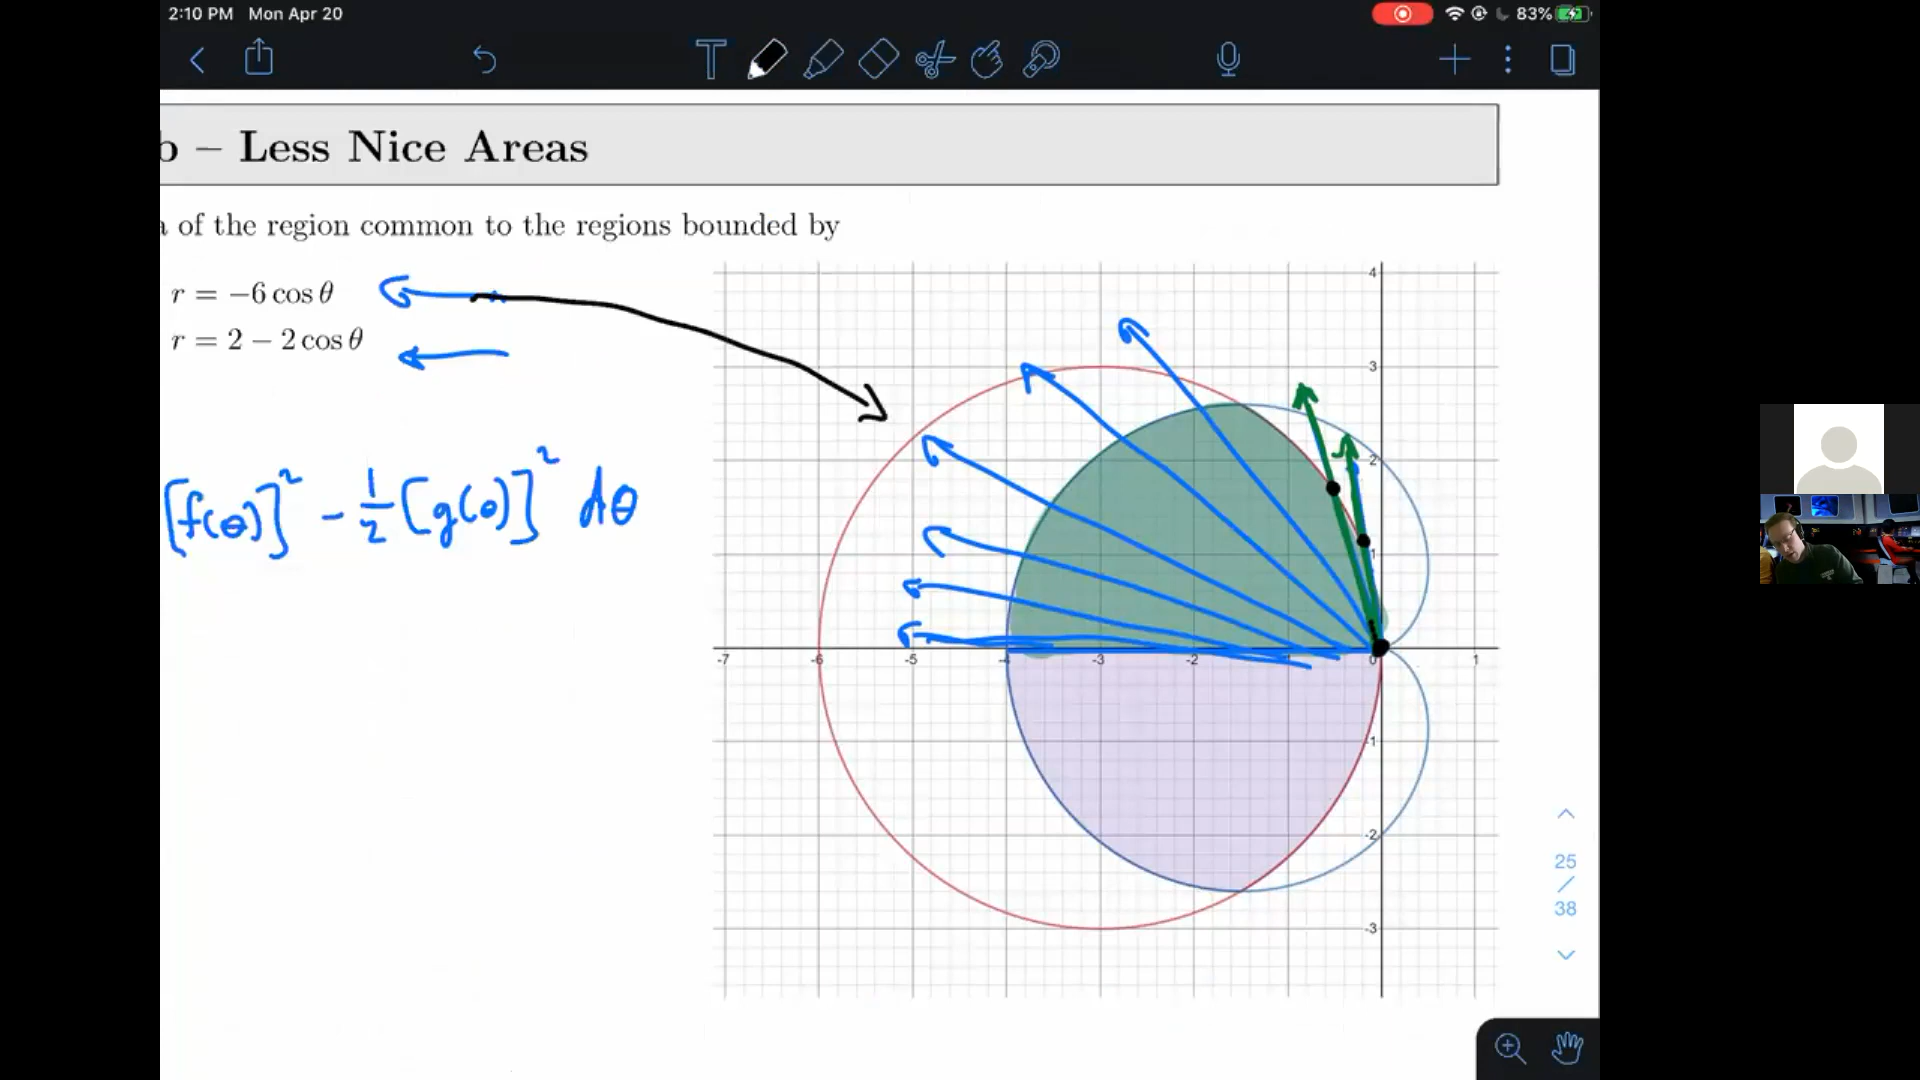 2:10 PM Mon Apr 20
83%
b – Less Nice Areas
a of the region common to the regions bounded by
r = −6 cos θ
r = 2 − 2 cos θ
[f(θ)]² − 1/2 [g(θ)]² dθ
4
3
2
1
-7 -6 -5 -4 -3 -2 -1 0 1
-1
-2
-3
25
/
38